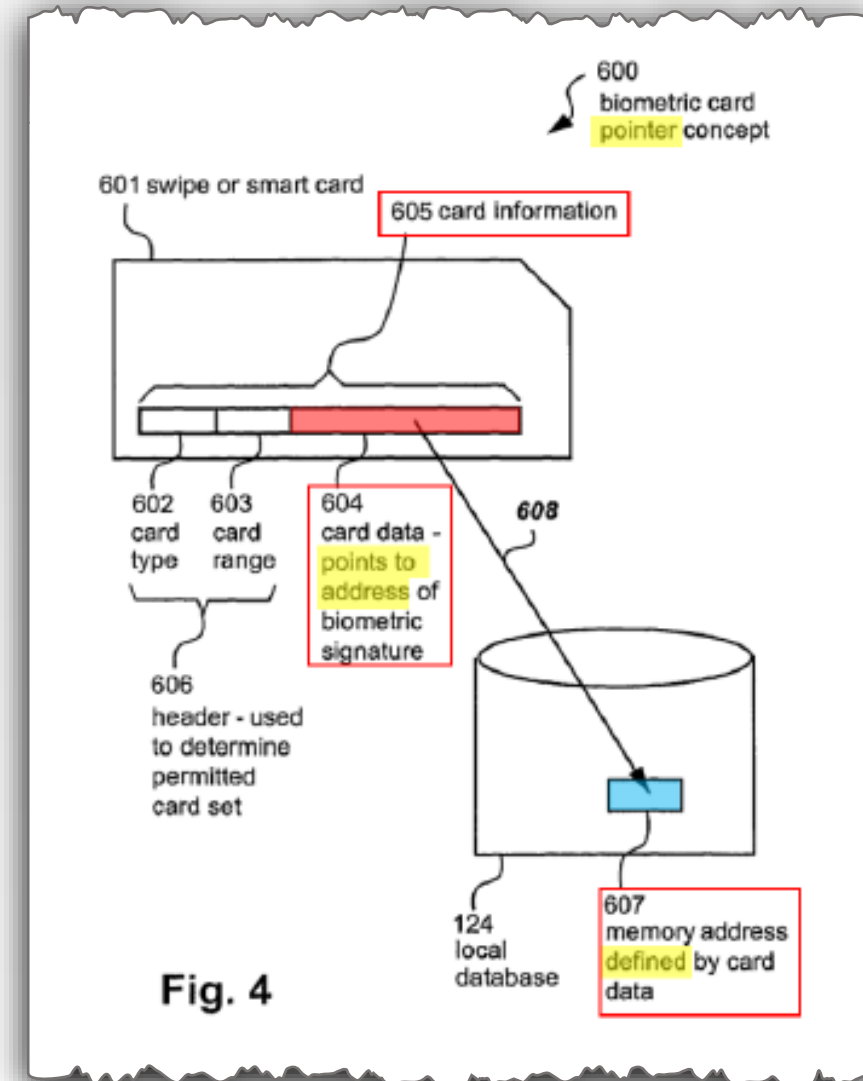 600
biometric card
pointer concept
601 swipe or smart card
605 card information
602
card
type
603
card
range
604
card data -
points to
address of
biometric
signature
608
606
header - used
to determine
permitted
card set
124
local
database
607
memory address
defined by card
data
Fig. 4